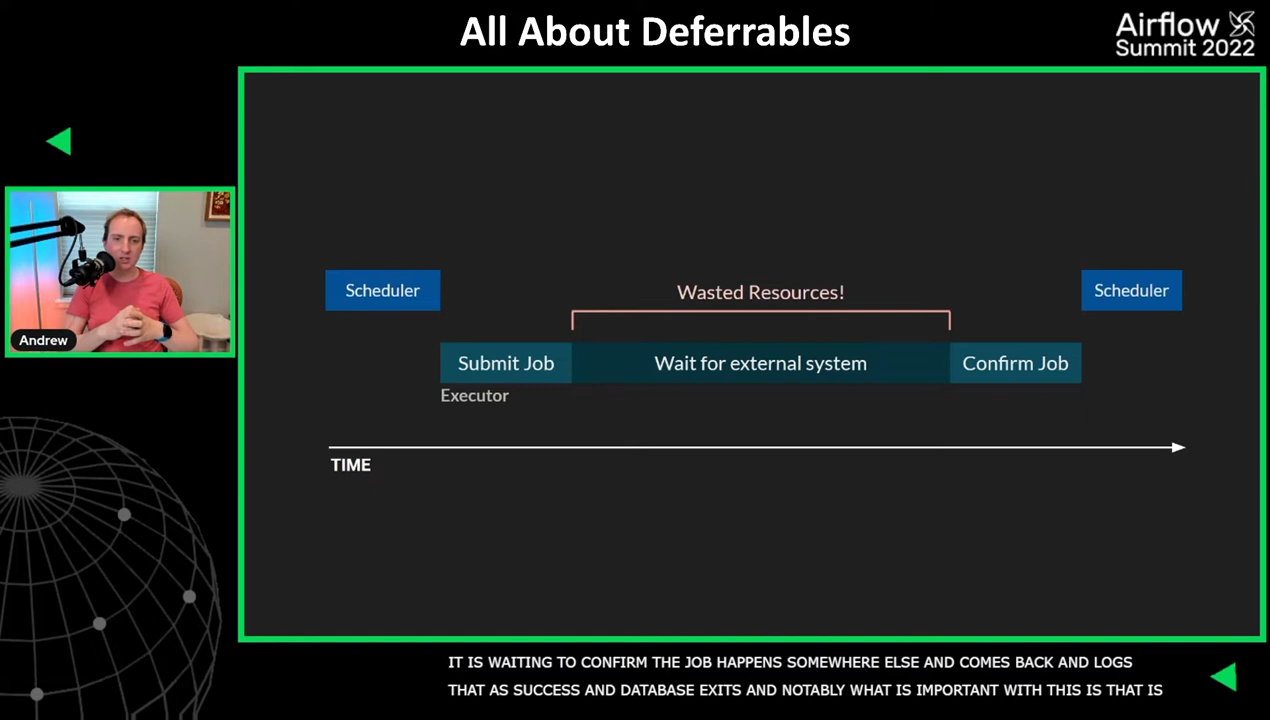 All About Deferrables
Airflow
Summit 2022
Scheduler
Wasted Resources!
Scheduler
Andrew
Submit Job
Wait for external system
Confirm Job
Executor
TIME
IT IS WAITING TO CONFIRM THE JOB HAPPENS SOMEWHERE ELSE AND COMES BACK AND LOGS
THAT AS SUCCESS AND DATABASE EXITS AND NOTABLY WHAT IS IMPORTANT WITH THIS IS THAT IS